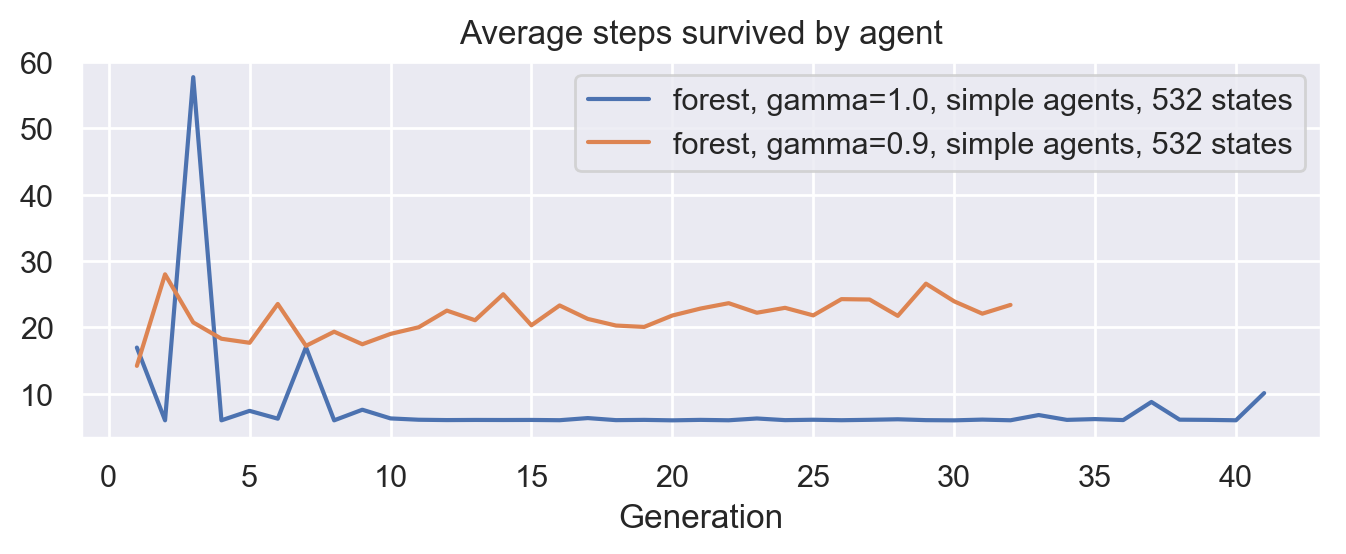 Average steps survived by agent
60
50
40
30
20
10
forest, gamma=1.0, simple agents, 532 states
forest, gamma=0.9, simple agents, 532 states
0 5 10 15 20 25 30 35 40
Generation